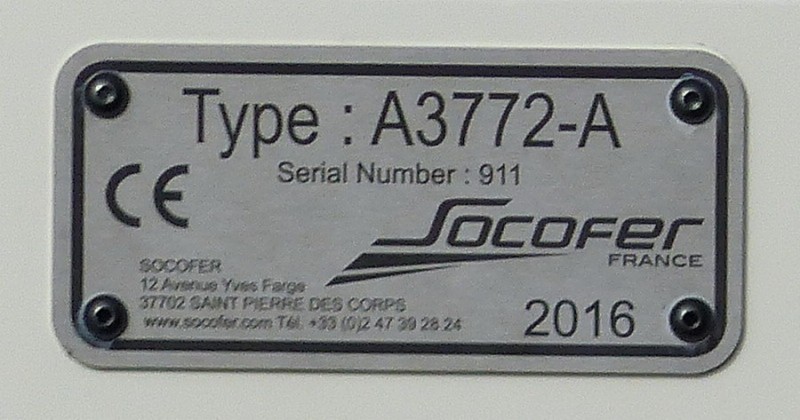 Type : A3772-A
Serial Number : 911
CE
SOCOFER
FRANCE
SOCOFER
12 Avenue Yves Farge
37702 SAINT PIERRE DES CORPS
www.socofer.com Tél. +33 (0)2 47 39 28 24
2016